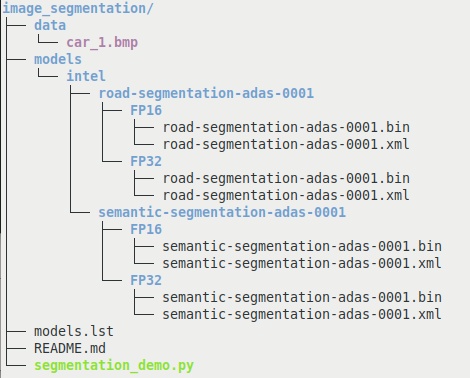 image_segmentation/
├── data
│   └── car_1.bmp
├── models
│   └── intel
│       ├── road-segmentation-adas-0001
│       │   ├── FP16
│       │   │   ├── road-segmentation-adas-0001.bin
│       │   │   └── road-segmentation-adas-0001.xml
│       │   └── FP32
│       │       ├── road-segmentation-adas-0001.bin
│       │       └── road-segmentation-adas-0001.xml
│       └── semantic-segmentation-adas-0001
│           ├── FP16
│           │   ├── semantic-segmentation-adas-0001.bin
│           │   └── semantic-segmentation-adas-0001.xml
│           └── FP32
│               ├── semantic-segmentation-adas-0001.bin
│               └── semantic-segmentation-adas-0001.xml
├── models.lst
├── README.md
└── segmentation_demo.py